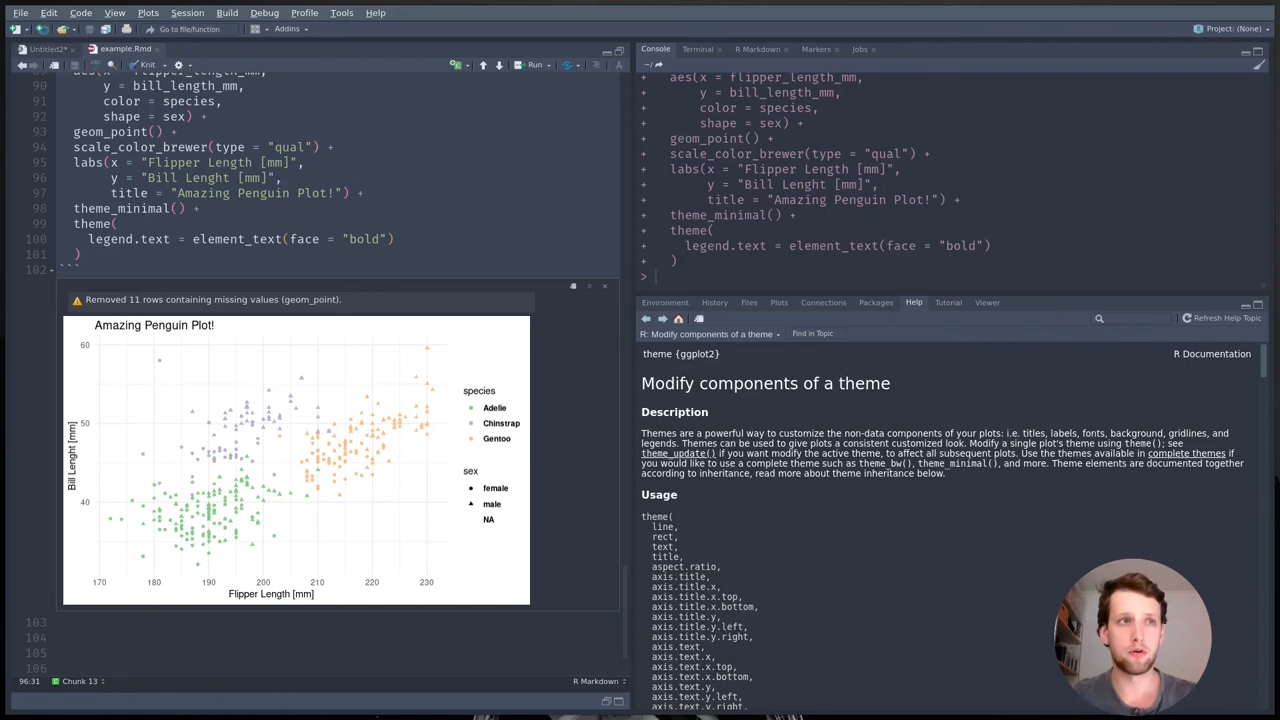 File Edit Code View Plots Session Build Debug Profile Tools Help
Go to file/function Addins Project: (None)
Untitled2* example.Rmd
Knit Run
aes(x = flipper_length_mm,
90 y = bill_length_mm,
91 color = species,
92 shape = sex) +
93 geom_point() +
94 scale_color_brewer(type = "qual") +
95 labs(x = "Flipper Length [mm]",
96 y = "Bill Lenght [mm]",
97 title = "Amazing Penguin Plot!") +
98 theme_minimal() +
99 theme(
100 legend.text = element_text(face = "bold")
101 )
102 ```
Removed 11 rows containing missing values (geom_point).
Amazing Penguin Plot!
60
50
40
Bill Lenght [mm]
170 180 190 200 210 220 230
Flipper Length [mm]
species
Adelie
Chinstrap
Gentoo
sex
female
male
NA
103
104
105
106
96:31 Chunk 13 R Markdown
Console Terminal R Markdown Markers Jobs
~/
+ aes(x = flipper_length_mm,
+ y = bill_length_mm,
+ color = species,
+ shape = sex) +
+ geom_point() +
+ scale_color_brewer(type = "qual") +
+ labs(x = "Flipper Length [mm]",
+ y = "Bill Lenght [mm]",
+ title = "Amazing Penguin Plot!") +
+ theme_minimal() +
+ theme(
+ legend.text = element_text(face = "bold")
+ )
>
Environment History Files Plots Connections Packages Help Tutorial Viewer
Refresh Help Topic
R: Modify components of a theme Find in Topic
theme {ggplot2} R Documentation
Modify components of a theme
Description
Themes are a powerful way to customize the non-data components of your plots: i.e. titles, labels, fonts, background, gridlines, and
legends. Themes can be used to give plots a consistent customized look. Modify a single plot's theme using theme(); see
theme_update() if you want modify the active theme, to affect all subsequent plots. Use the themes available in complete themes if
you would like to use a complete theme such as theme_bw(), theme_minimal(), and more. Theme elements are documented together
according to inheritance, read more about theme inheritance below.
Usage
theme(
line,
rect,
text,
title,
aspect.ratio,
axis.title,
axis.title.x,
axis.title.x.top,
axis.title.x.bottom,
axis.title.y,
axis.title.y.left,
axis.title.y.right,
axis.text,
axis.text.x,
axis.text.x.top,
axis.text.x.bottom,
axis.text.y,
axis.text.y.left,
axis.text.y.right,